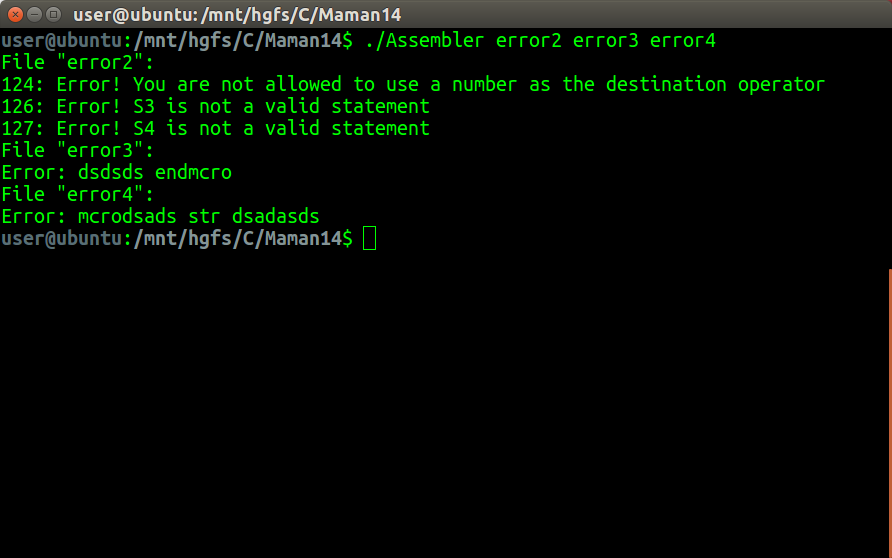 user@ubuntu: /mnt/hgfs/C/Maman14
user@ubuntu:/mnt/hgfs/C/Maman14$ ./Assembler error2 error3 error4
File "error2":
124: Error! You are not allowed to use a number as the destination operator
126: Error! S3 is not a valid statement
127: Error! S4 is not a valid statement
File "error3":
Error: dsdsds endmcro
File "error4":
Error: mcrodsads str dsadasds
user@ubuntu:/mnt/hgfs/C/Maman14$